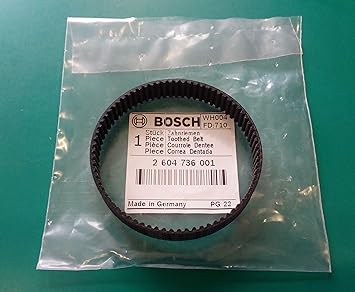 BOSCH
WH004
FD 710
1
Stück Zahnriemen
Piece Toothed Belt
Pièce Courroie Dentee
Pieza Correa Dentada
2 604 736 001
Made in Germany PG 22